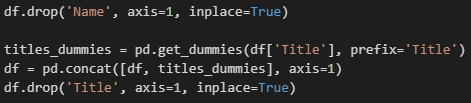 df.drop('Name', axis=1, inplace=True)
titles_dummies = pd.get_dummies(df['Title'], prefix='Title')
df = pd.concat([df, titles_dummies], axis=1)
df.drop('Title', axis=1, inplace=True)